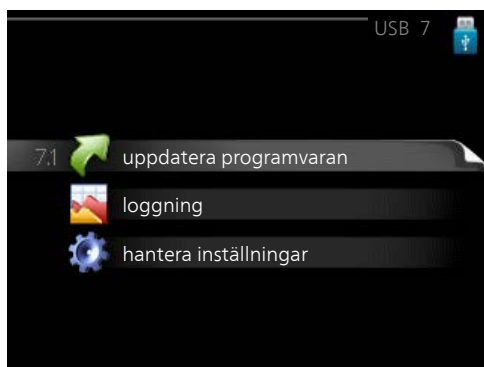 USB 7
7.1 uppdatera programvaran
loggning
hantera inställningar